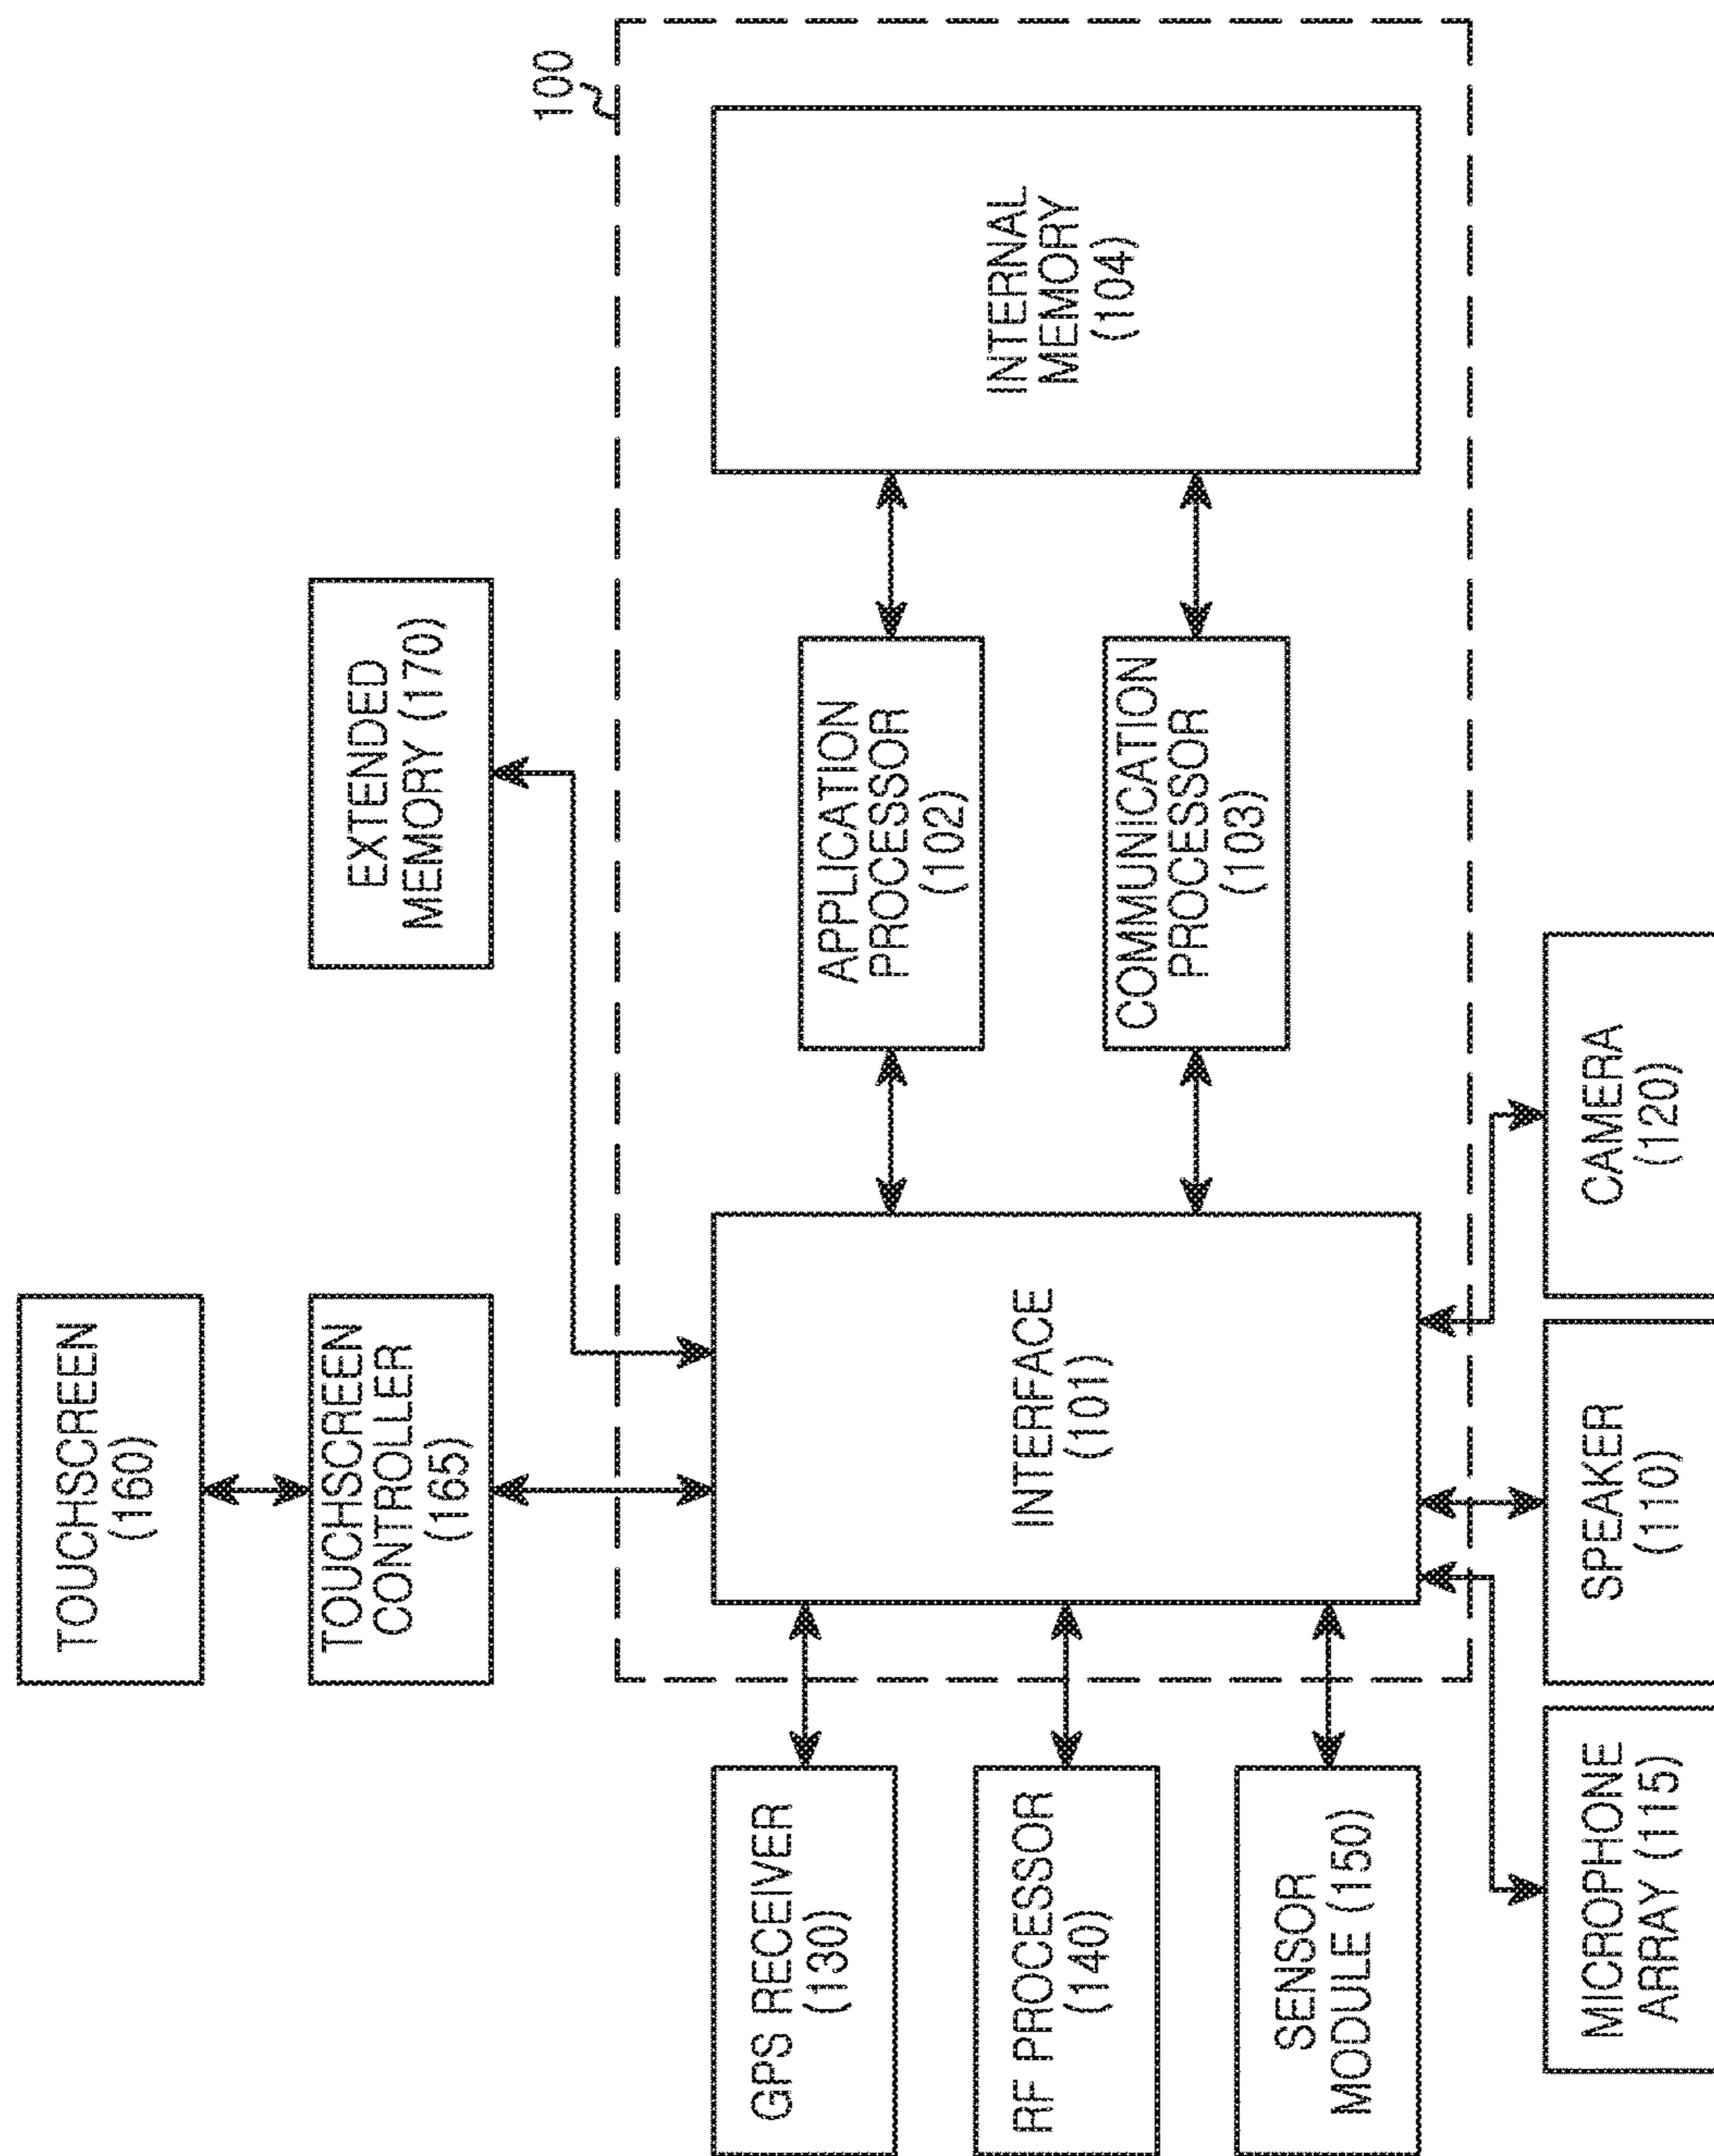 TOUCHSCREEN
(160)
TOUCHSCREEN
CONTROLLER
(165)
EXTENDED
MEMORY (170)
100
GPS RECEIVER
(130)
RF PROCESSOR
(140)
SENSOR
MODULE (150)
INTERFACE
(101)
APPLICATION
PROCESSOR
(102)
COMMUNICATION
PROCESSOR
(103)
INTERNAL
MEMORY
(104)
MICROPHONE
ARRAY (115)
SPEAKER
(110)
CAMERA
(120)